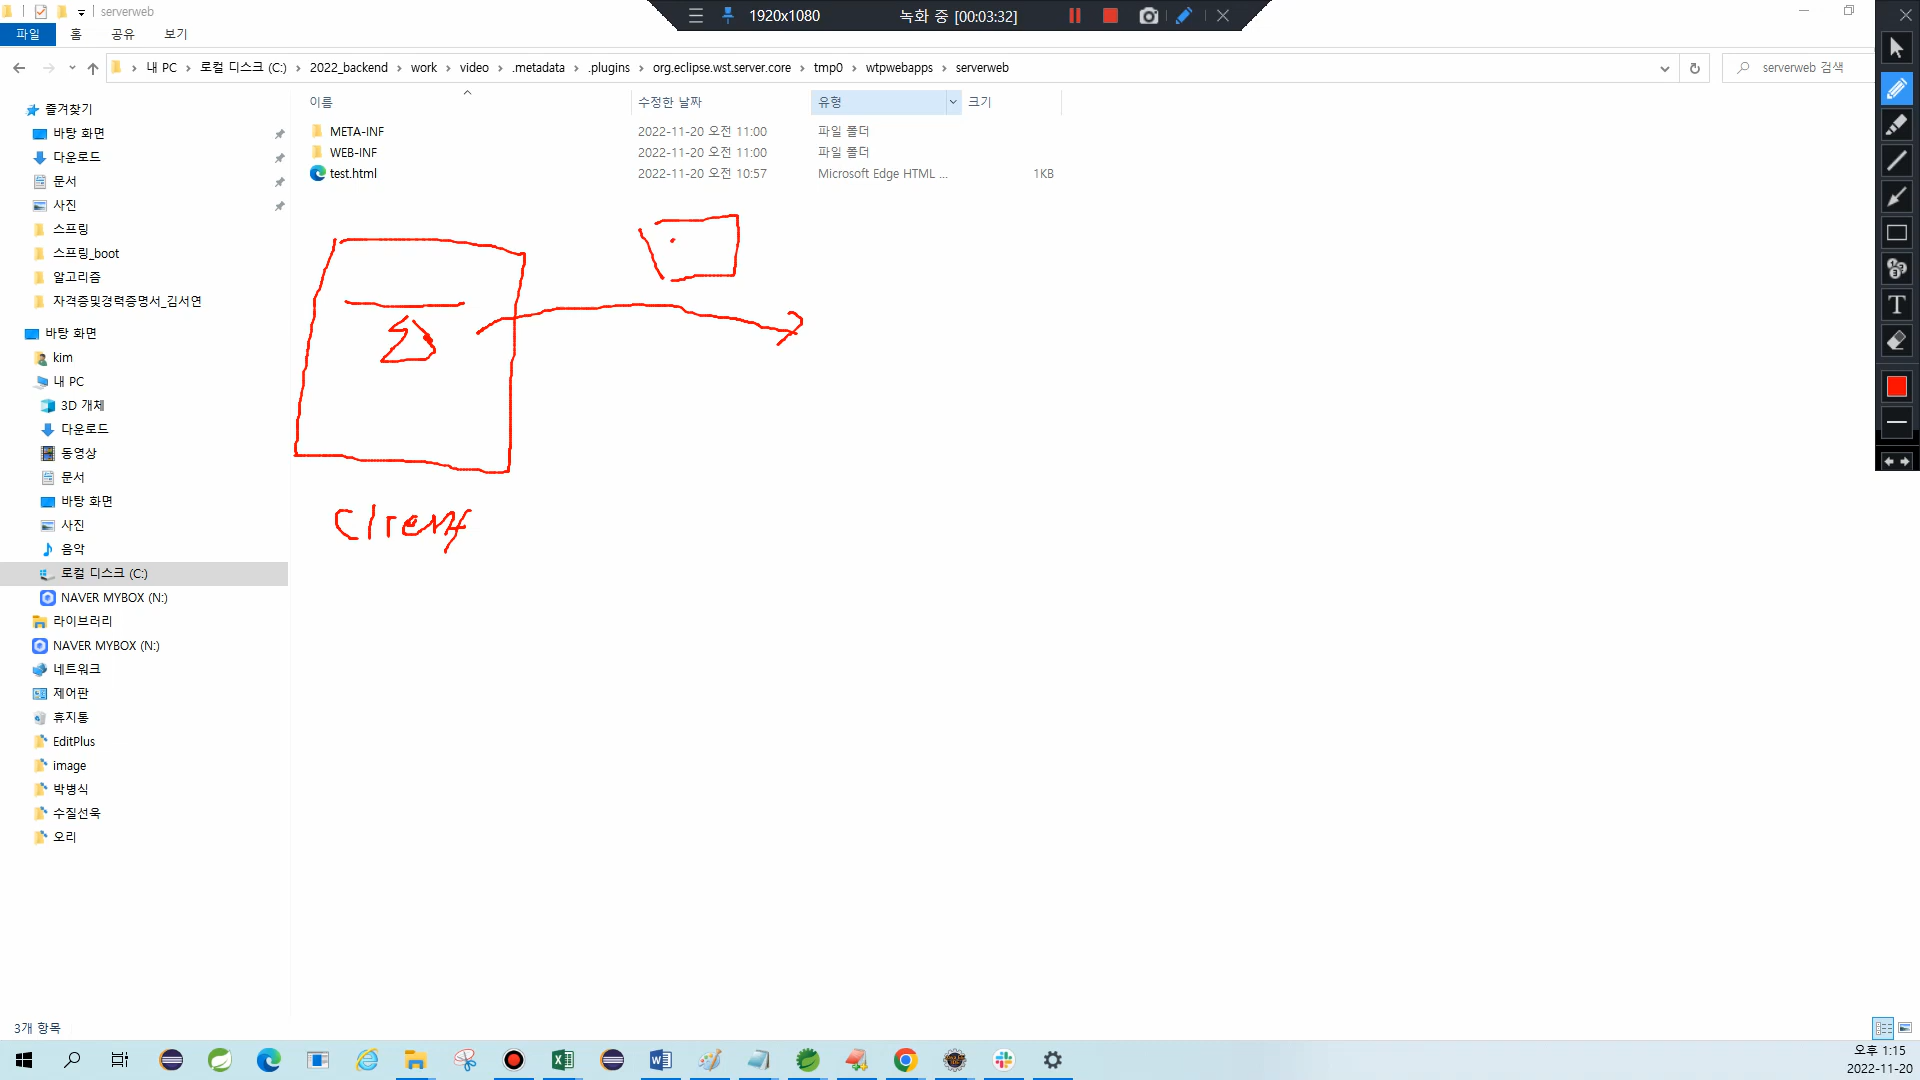 serverweb
1920x1080
녹화 중 [00:03:32]
파일 홈 공유 보기
내 PC › 로컬 디스크 (C:) › 2022_backend › work › video › .metadata › .plugins › org.eclipse.wst.server.core › tmp0 › wtpwebapps › serverweb
serverweb 검색
이름 수정한 날짜 유형 크기
META-INF 2022-11-20 오전 11:00 파일 폴더
WEB-INF 2022-11-20 오전 11:00 파일 폴더
test.html 2022-11-20 오전 10:57 Microsoft Edge HTML ... 1KB
즐겨찾기
바탕 화면
다운로드
문서
사진
스프링
스프링_boot
알고리즘
자격증및경력증명서_김서연
바탕 화면
kim
내 PC
3D 개체
다운로드
동영상
문서
바탕 화면
사진
음악
로컬 디스크 (C:)
NAVER MYBOX (N:)
라이브러리
NAVER MYBOX (N:)
네트워크
제어판
휴지통
EditPlus
image
박병식
수질선욱
오리
client
3개 항목
오후 1:15
2022-11-20